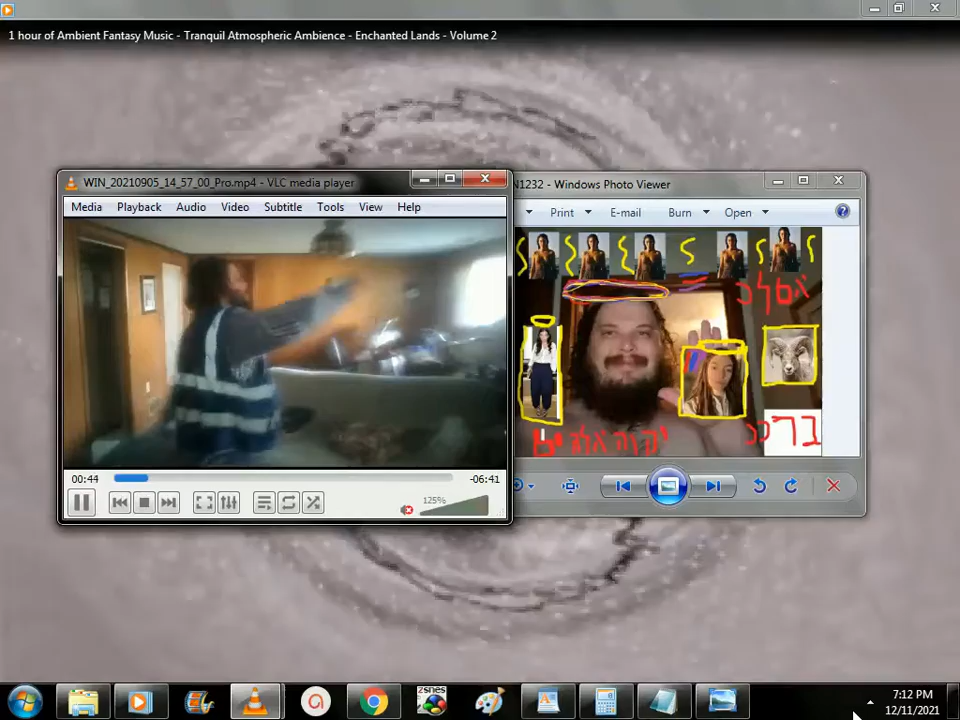 1 hour of Ambient Fantasy Music - Tranquil Atmospheric Ambience - Enchanted Lands - Volume 2
WIN_20210905_14_57_00_Pro.mp4 - VLC media player
Media Playback Audio Video Subtitle Tools View Help
00:44 -06:41
125%
N1232 - Windows Photo Viewer
Print E-mail Burn Open
ZSNES
7:12 PM
12/11/2021